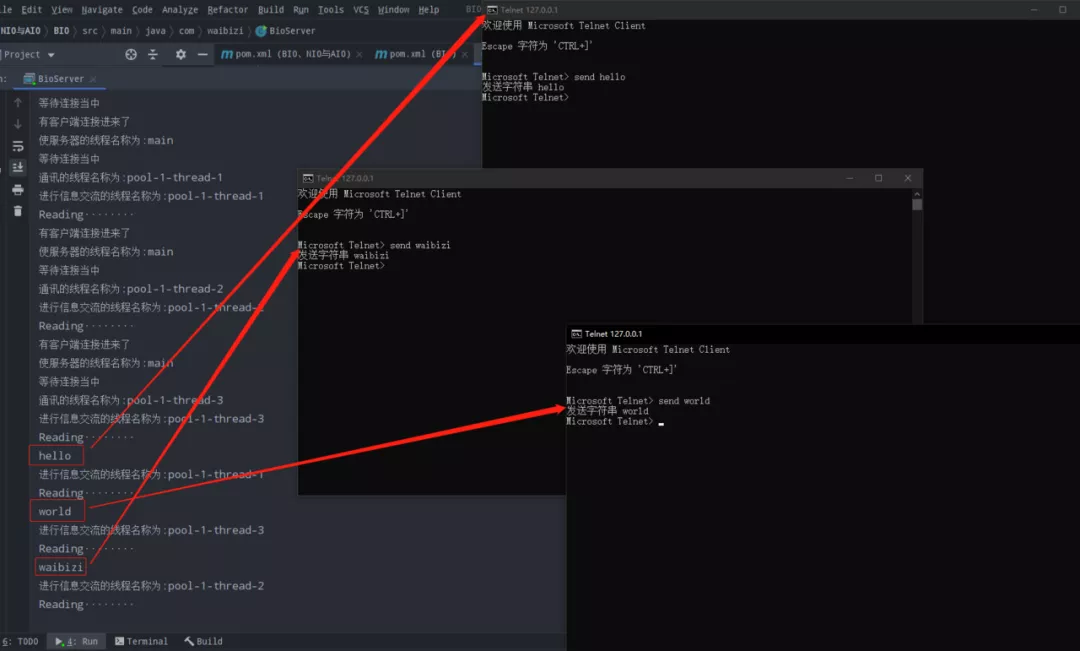 le Edit View Navigate Code Analyze Refactor Build Run Tools VCS Window Help BIO
NIO与AIO BIO src main java com waibizi BioServer
Project
pom.xml (BIO、NIO与AIO)
pom.xml (BI
BioServer
等待连接当中
有客户端连接进来了
使服务器的线程名称为:main
等待连接当中
通讯的线程名称为:pool-1-thread-1
进行信息交流的线程名称为:pool-1-thread-1
Reading········
有客户端连接进来了
使服务器的线程名称为:main
等待连接当中
通讯的线程名称为:pool-1-thread-2
进行信息交流的线程名称为:pool-1-thread-2
Reading········
有客户端连接进来了
使服务器的线程名称为:main
等待连接当中
通讯的线程名称为:pool-1-thread-3
进行信息交流的线程名称为:pool-1-thread-3
Reading········
hello
进行信息交流的线程名称为:pool-1-thread-1
Reading········
world
进行信息交流的线程名称为:pool-1-thread-3
Reading········
waibizi
进行信息交流的线程名称为:pool-1-thread-2
Reading········
6: TODO 4: Run Terminal Build
Telnet 127.0.0.1
欢迎使用 Microsoft Telnet Client
Escape 字符为 'CTRL+]'
Microsoft Telnet> send hello
发送字符串 hello
Microsoft Telnet>
Telnet 127.0.0.1
欢迎使用 Microsoft Telnet Client
Escape 字符为 'CTRL+]'
Microsoft Telnet> send waibizi
发送字符串 waibizi
Microsoft Telnet>
Telnet 127.0.0.1
欢迎使用 Microsoft Telnet Client
Escape 字符为 'CTRL+]'
Microsoft Telnet> send world
发送字符串 world
Microsoft Telnet>